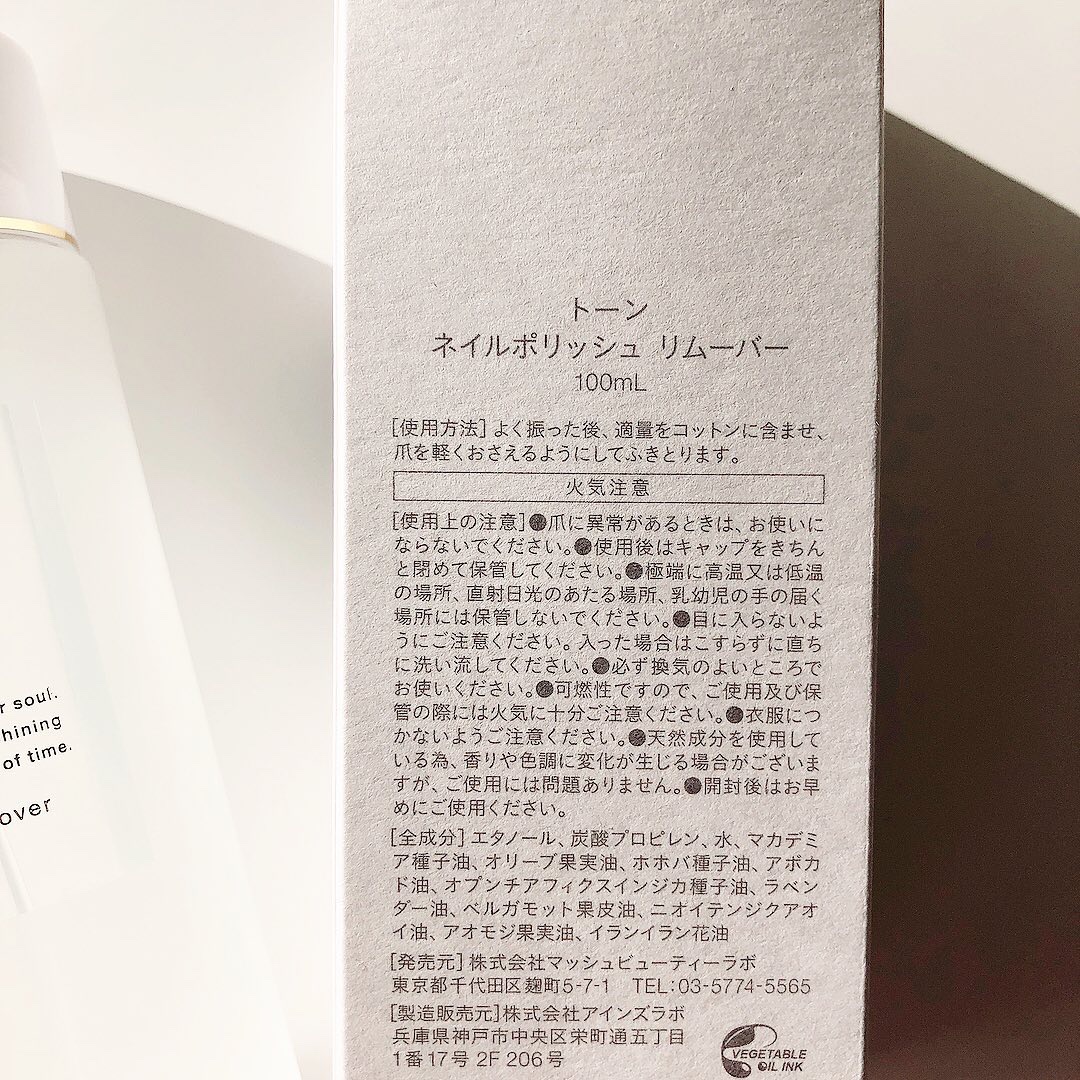 r soul.
hining
of time.
over
トーン
ネイルポリッシュ リムーバー
100mL
[使用方法] よく振った後、適量をコットンに含ませ、
爪を軽くおさえるようにしてふきとります。
火気注意
[使用上の注意]●爪に異常があるときは、お使いに
ならないでください。●使用後はキャップをきちん
と閉めて保管してください。●極端に高温又は低温
の場所、直射日光のあたる場所、乳幼児の手の届く
場所には保管しないでください。●目に入らないよ
うにご注意ください。入った場合はこすらずに直ち
に洗い流してください。●必ず換気のよいところで
お使いください。●可燃性ですので、ご使用及び保
管の際には火気に十分ご注意ください。●衣服につ
かないようご注意ください。●天然成分を使用して
いる為、香りや色調に変化が生じる場合がございま
すが、ご使用には問題ありません。●開封後はお早
めにご使用ください。
[全成分] エタノール、炭酸プロピレン、水、マカデミ
ア種子油、オリーブ果実油、ホホバ種子油、アボカ
ド油、オプンチアフィクスインジカ種子油、ラベン
ダー油、ベルガモット果皮油、ニオイテンジクアオ
イ油、アオモジ果実油、イランイラン花油
[発売元] 株式会社マッシュビューティーラボ
東京都千代田区麹町5-7-1 TEL:03-5774-5565
[製造販売元]株式会社アインズラボ
兵庫県神戸市中央区栄町通五丁目
1番17号 2F 206号
VEGETABLE
OIL INK